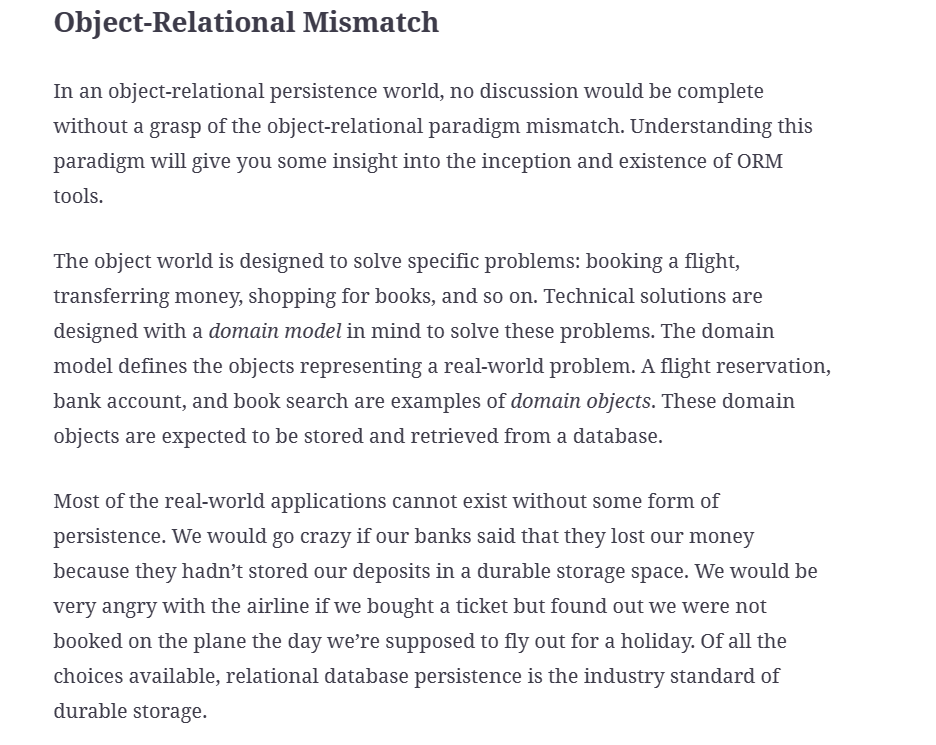 Object-Relational Mismatch
In an object-relational persistence world, no discussion would be complete
without a grasp of the object-relational paradigm mismatch. Understanding this
paradigm will give you some insight into the inception and existence of ORM
tools.
The object world is designed to solve specific problems: booking a flight,
transferring money, shopping for books, and so on. Technical solutions are
designed with a domain model in mind to solve these problems. The domain
model defines the objects representing a real-world problem. A flight reservation,
bank account, and book search are examples of domain objects. These domain
objects are expected to be stored and retrieved from a database.
Most of the real-world applications cannot exist without some form of
persistence. We would go crazy if our banks said that they lost our money
because they hadn’t stored our deposits in a durable storage space. We would be
very angry with the airline if we bought a ticket but found out we were not
booked on the plane the day we’re supposed to fly out for a holiday. Of all the
choices available, relational database persistence is the industry standard of
durable storage.